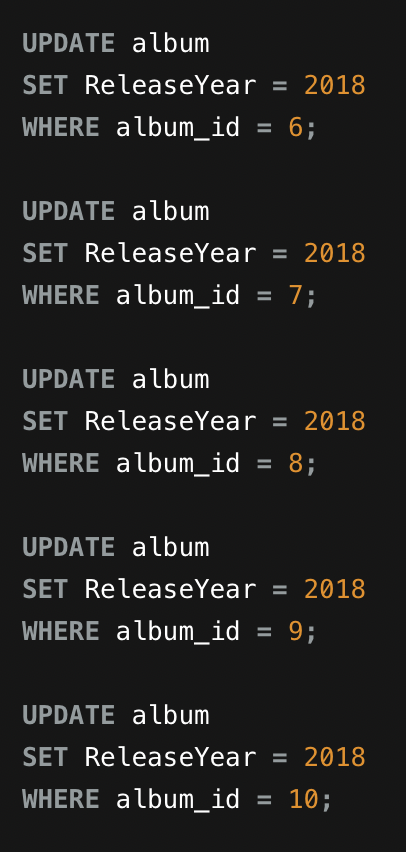 UPDATE album
SET ReleaseYear = 2018
WHERE album_id = 6;
UPDATE album
SET ReleaseYear = 2018
WHERE album_id = 7;
UPDATE album
SET ReleaseYear = 2018
WHERE album_id = 8;
UPDATE album
SET ReleaseYear = 2018
WHERE album_id = 9;
UPDATE album
SET ReleaseYear = 2018
WHERE album_id = 10;